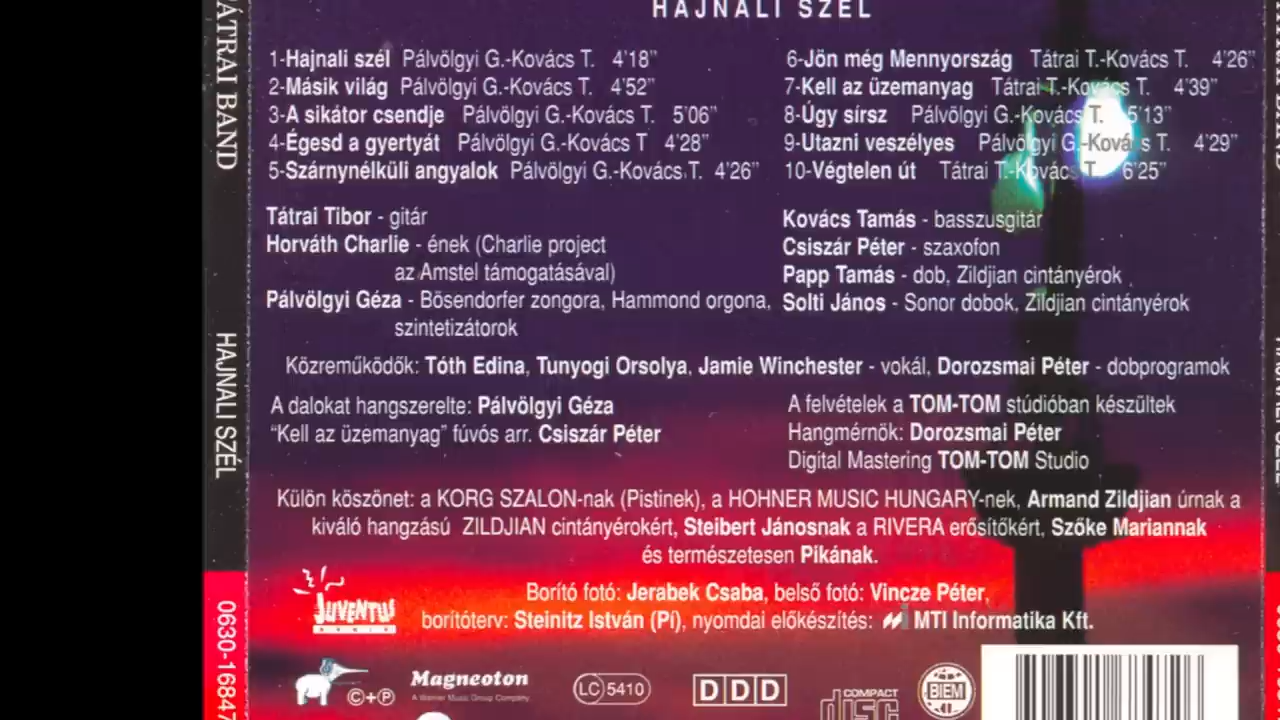 HAJNALI SZÉL
1-Hajnali szél Pálvölgyi G.-Kovács T. 4'18”
2-Másik világ Pálvölgyi G.-Kovács T. 4'52”
3-A sikátor csendje Pálvölgyi G.-Kovács T. 5'06”
4-Égesd a gyertyát Pálvölgyi G.-Kovács T 4'28”
5-Szárnynélküli angyalok Pálvölgyi G.-Kovács T. 4'26”
6-Jön még Mennyország Tátrai T.-Kovács T. 4'26”
7-Kell az üzemanyag Tátrai T.-Kovács T. 4'39”
8-Úgy sírsz Pálvölgyi G.-Kovács T. 5'13”
9-Utazni veszélyes Pálvölgyi G.-Kovács T. 4'29”
10-Végtelen út Tátrai T.-Kovács T. 6'25”
Tátrai Tibor - gitár
Horváth Charlie - ének (Charlie project
az Amstel támogatásával)
Pálvölgyi Géza - Bösendorfer zongora, Hammond orgona,
szintetizátorok
Kovács Tamás - basszusgitár
Csiszár Péter - szaxofon
Papp Tamás - dob, Zildjian cintányérok
Solti János - Sonor dobok, Zildjian cintányérok
Közreműködők: Tóth Edina, Tunyogi Orsolya, Jamie Winchester - vokál, Dorozsmai Péter - dobprogramok
A dalokat hangszerelte: Pálvölgyi Géza
“Kell az üzemanyag” fúvós arr. Csiszár Péter
A felvételek a TOM-TOM stúdióban készültek
Hangmérnök: Dorozsmai Péter
Digital Mastering TOM-TOM Studio
Külön köszönet: a KORG SZALON-nak (Pistinek), a HOHNER MUSIC HUNGARY-nek, Armand Zildjian úrnak a
kiváló hangzású ZILDJIAN cintányérokért, Steibert Jánosnak a RIVERA erősítőkért, Szőke Mariannak
és természetesen Pikának.
Borító fotó: Jerabek Csaba, belső fotó: Vincze Péter,
borítóterv: Steinitz István (Pí), nyomdai előkészítés: MTI Informatika Kft.
JUVENTUS
RÁDIÓ
©+℗
Magneoton
A Warner Music Group Company
LC 5410
DDD
COMPACT
disc
BIEM
TÁTRAI BAND
HAJNALI SZÉL
0630-16847